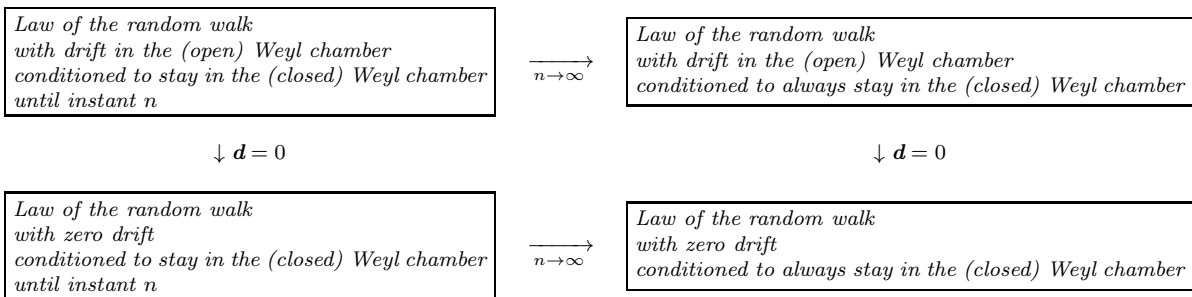 Law of the random walk
with drift in the (open) Weyl chamber
conditioned to stay in the (closed) Weyl chamber
until instant n
n→∞
Law of the random walk
with drift in the (open) Weyl chamber
conditioned to always stay in the (closed) Weyl chamber
↓ d = 0
↓ d = 0
Law of the random walk
with zero drift
conditioned to stay in the (closed) Weyl chamber
until instant n
n→∞
Law of the random walk
with zero drift
conditioned to always stay in the (closed) Weyl chamber